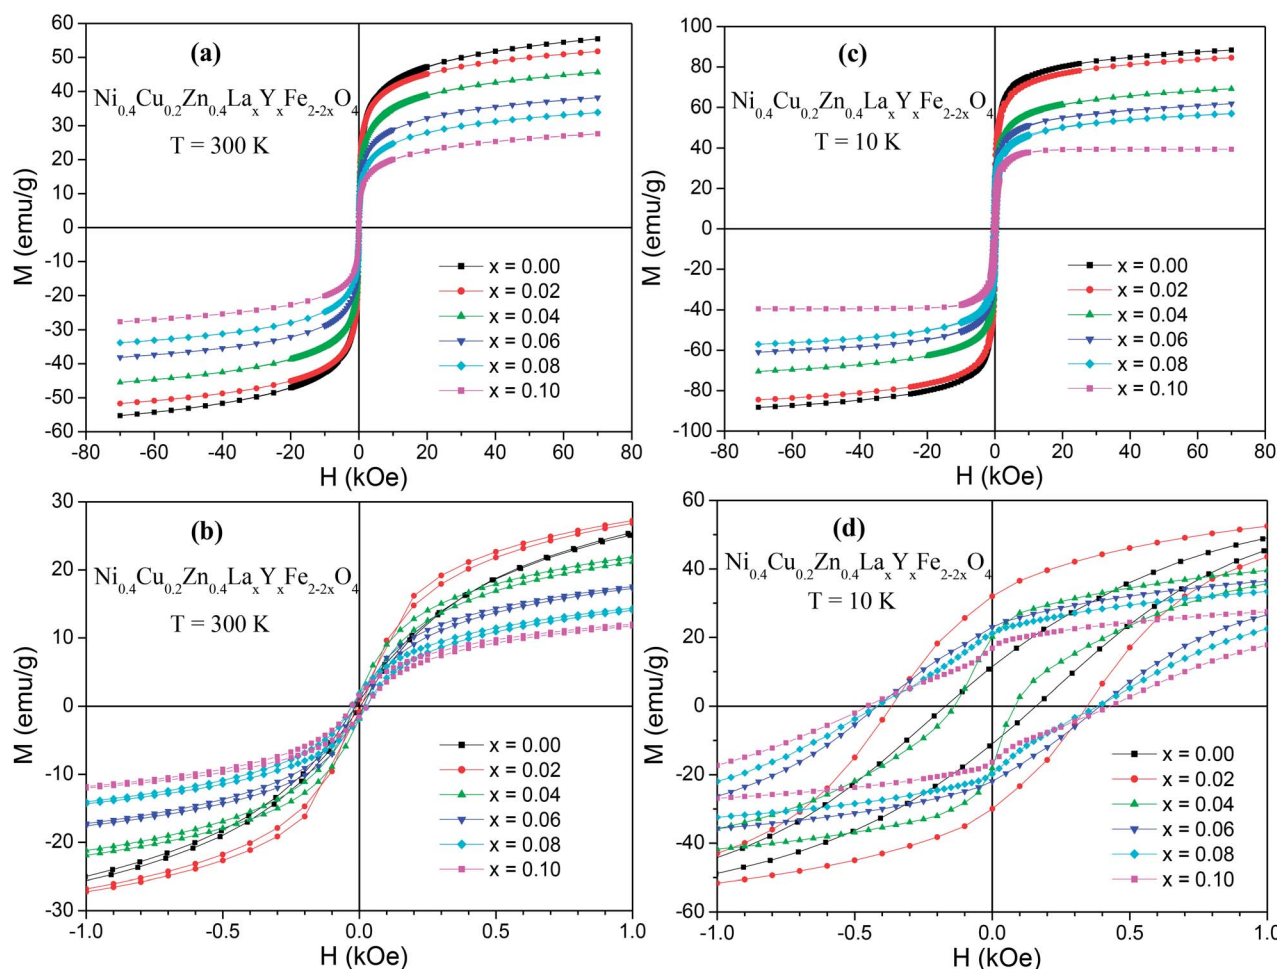 (a)
Ni0.4Cu0.2Zn0.4LaxYxFe2-2xO4
T = 300 K
M (emu/g)
60
50
40
30
20
10
0
-10
-20
-30
-40
-50
-60
x = 0.00
x = 0.02
x = 0.04
x = 0.06
x = 0.08
x = 0.10
-80 -60 -40 -20 0 20 40 60 80
H (kOe)
(c)
Ni0.4Cu0.2Zn0.4LaxYxFe2-2xO4
T = 10 K
M (emu/g)
100
80
60
40
20
0
-20
-40
-60
-80
-100
x = 0.00
x = 0.02
x = 0.04
x = 0.06
x = 0.08
x = 0.10
-80 -60 -40 -20 0 20 40 60 80
H (kOe)
(b)
Ni0.4Cu0.2Zn0.4LaxYxFe2-2xO4
T = 300 K
M (emu/g)
30
20
10
0
-10
-20
-30
x = 0.00
x = 0.02
x = 0.04
x = 0.06
x = 0.08
x = 0.10
-1.0 -0.5 0.0 0.5 1.0
H (kOe)
(d)
Ni0.4Cu0.2Zn0.4LaxYxFe2-2xO4
T = 10 K
M (emu/g)
60
40
20
0
-20
-40
-60
x = 0.00
x = 0.02
x = 0.04
x = 0.06
x = 0.08
x = 0.10
-1.0 -0.5 0.0 0.5 1.0
H (kOe)